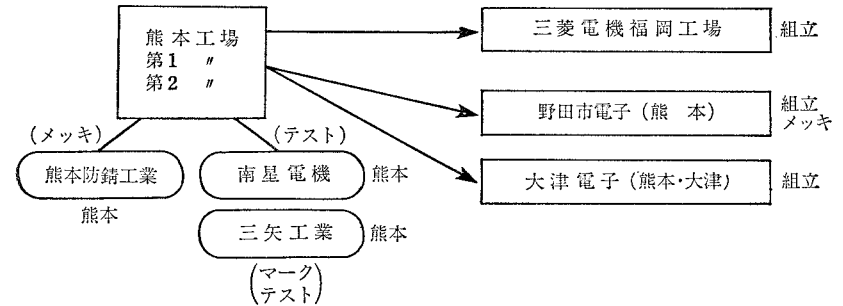 熊本工場
第1 〃
第2 〃
三菱電機福岡工場
組立
野田市電子(熊 本)
組立
メッキ
大津電子(熊本・大津)
組立
(メッキ)
熊本防錆工業
熊本
(テスト)
南星電機
熊本
三矢工業
熊本
(マーク
テスト)